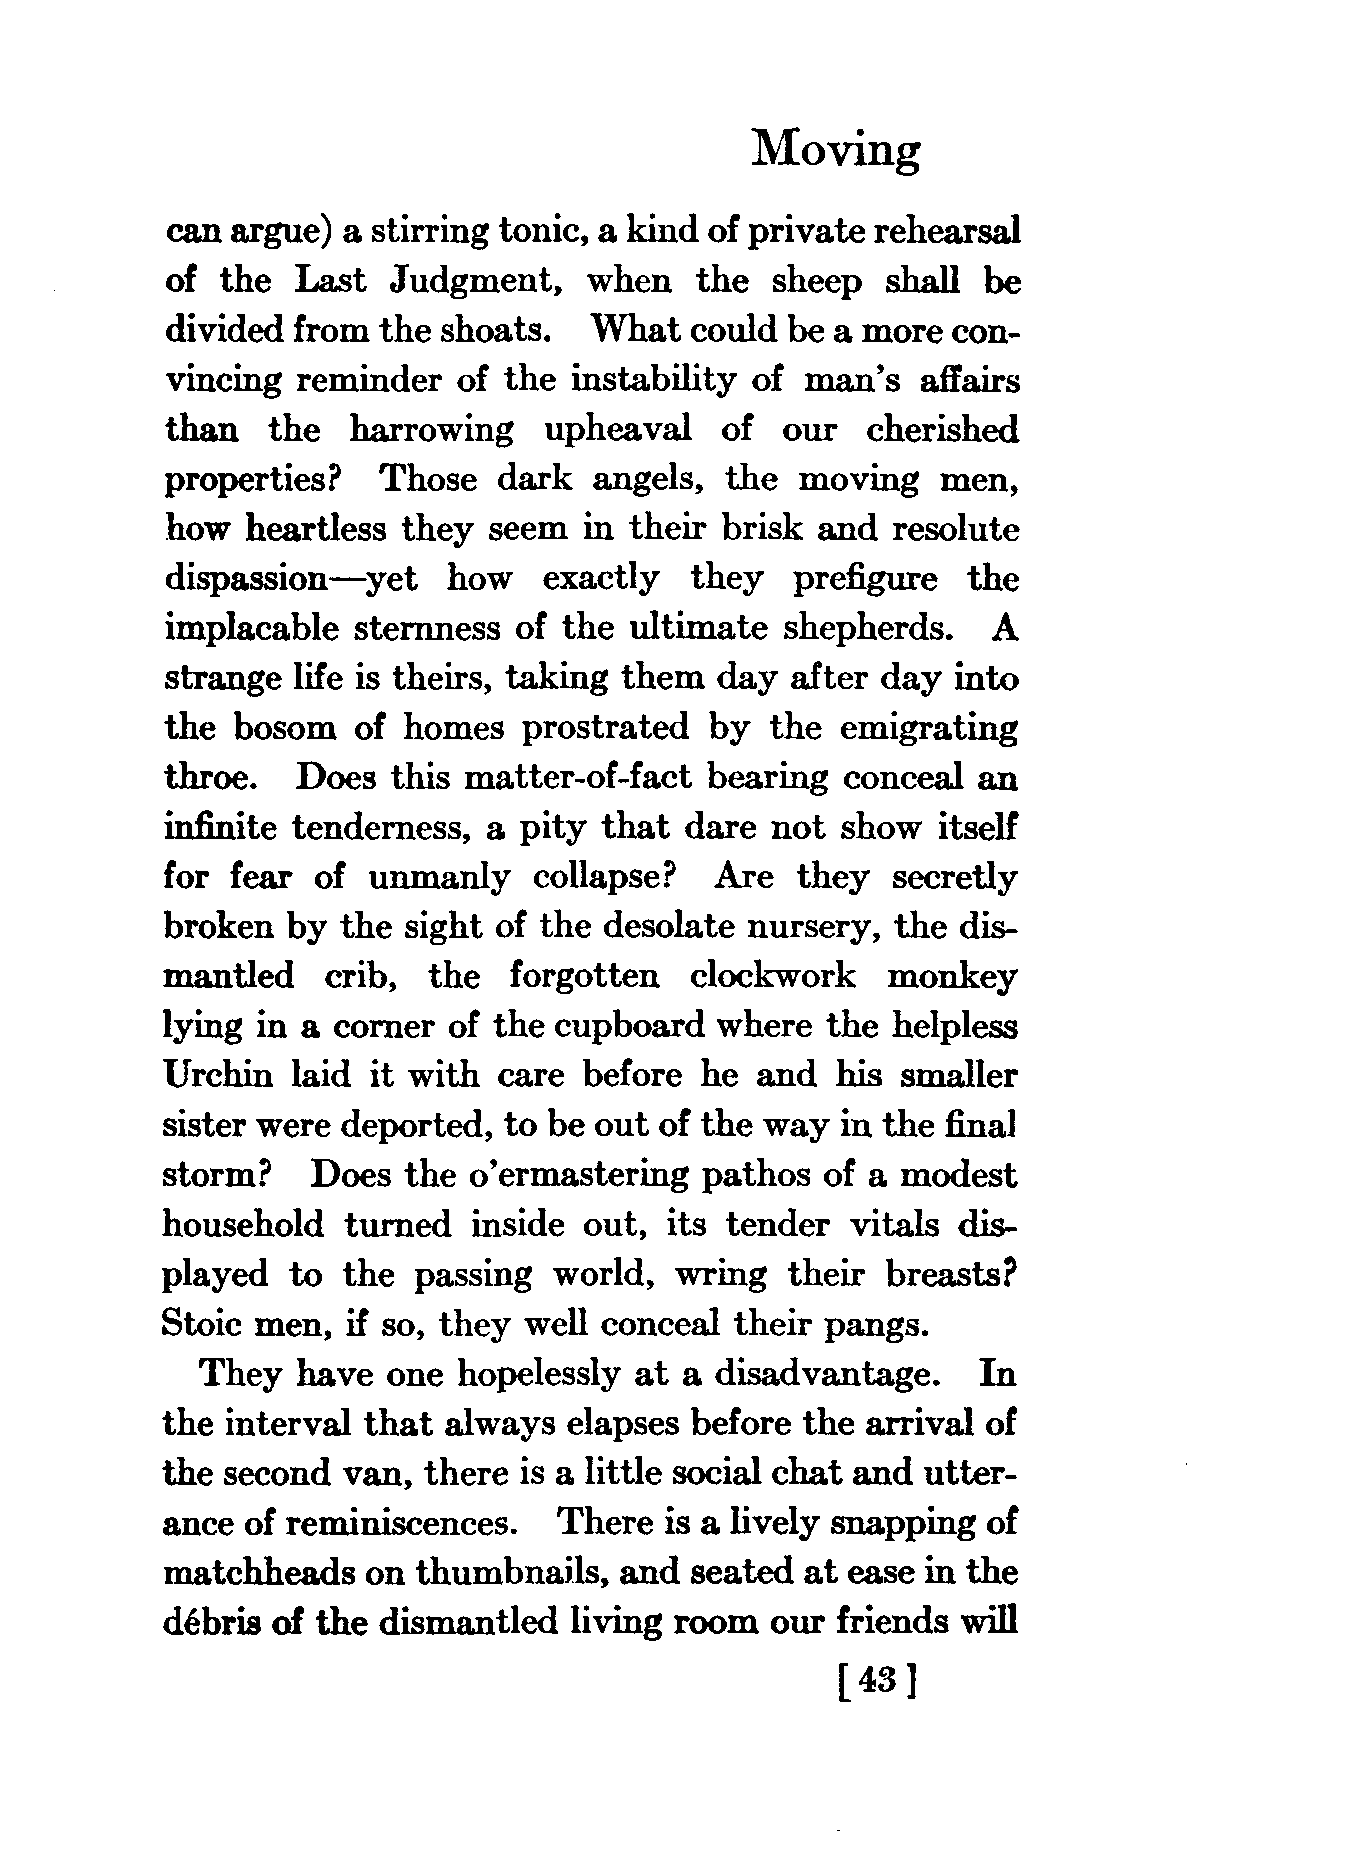 Moving
can argue) a stirring tonic, a kind of private rehearsal
of the Last Judgment, when the sheep shall be
divided from the shoats. What could be a more con-
vincing reminder of the instability of man's affairs
than the harrowing upheaval of our cherished
properties? Those dark angels, the moving men,
how heartless they seem in their brisk and resolute
dispassion—yet how exactly they prefigure the
implacable sternness of the ultimate shepherds. A
strange life is theirs, taking them day after day into
the bosom of homes prostrated by the emigrating
throe. Does this matter-of-fact bearing conceal an
infinite tenderness, a pity that dare not show itself
for fear of unmanly collapse? Are they secretly
broken by the sight of the desolate nursery, the dis-
mantled crib, the forgotten clockwork monkey
lying in a corner of the cupboard where the helpless
Urchin laid it with care before he and his smaller
sister were deported, to be out of the way in the final
storm? Does the o'ermastering pathos of a modest
household turned inside out, its tender vitals dis-
played to the passing world, wring their breasts?
Stoic men, if so, they well conceal their pangs.
They have one hopelessly at a disadvantage. In
the interval that always elapses before the arrival of
the second van, there is a little social chat and utter-
ance of reminiscences. There is a lively snapping of
matchheads on thumbnails, and seated at ease in the
débris of the dismantled living room our friends will
[ 43 ]